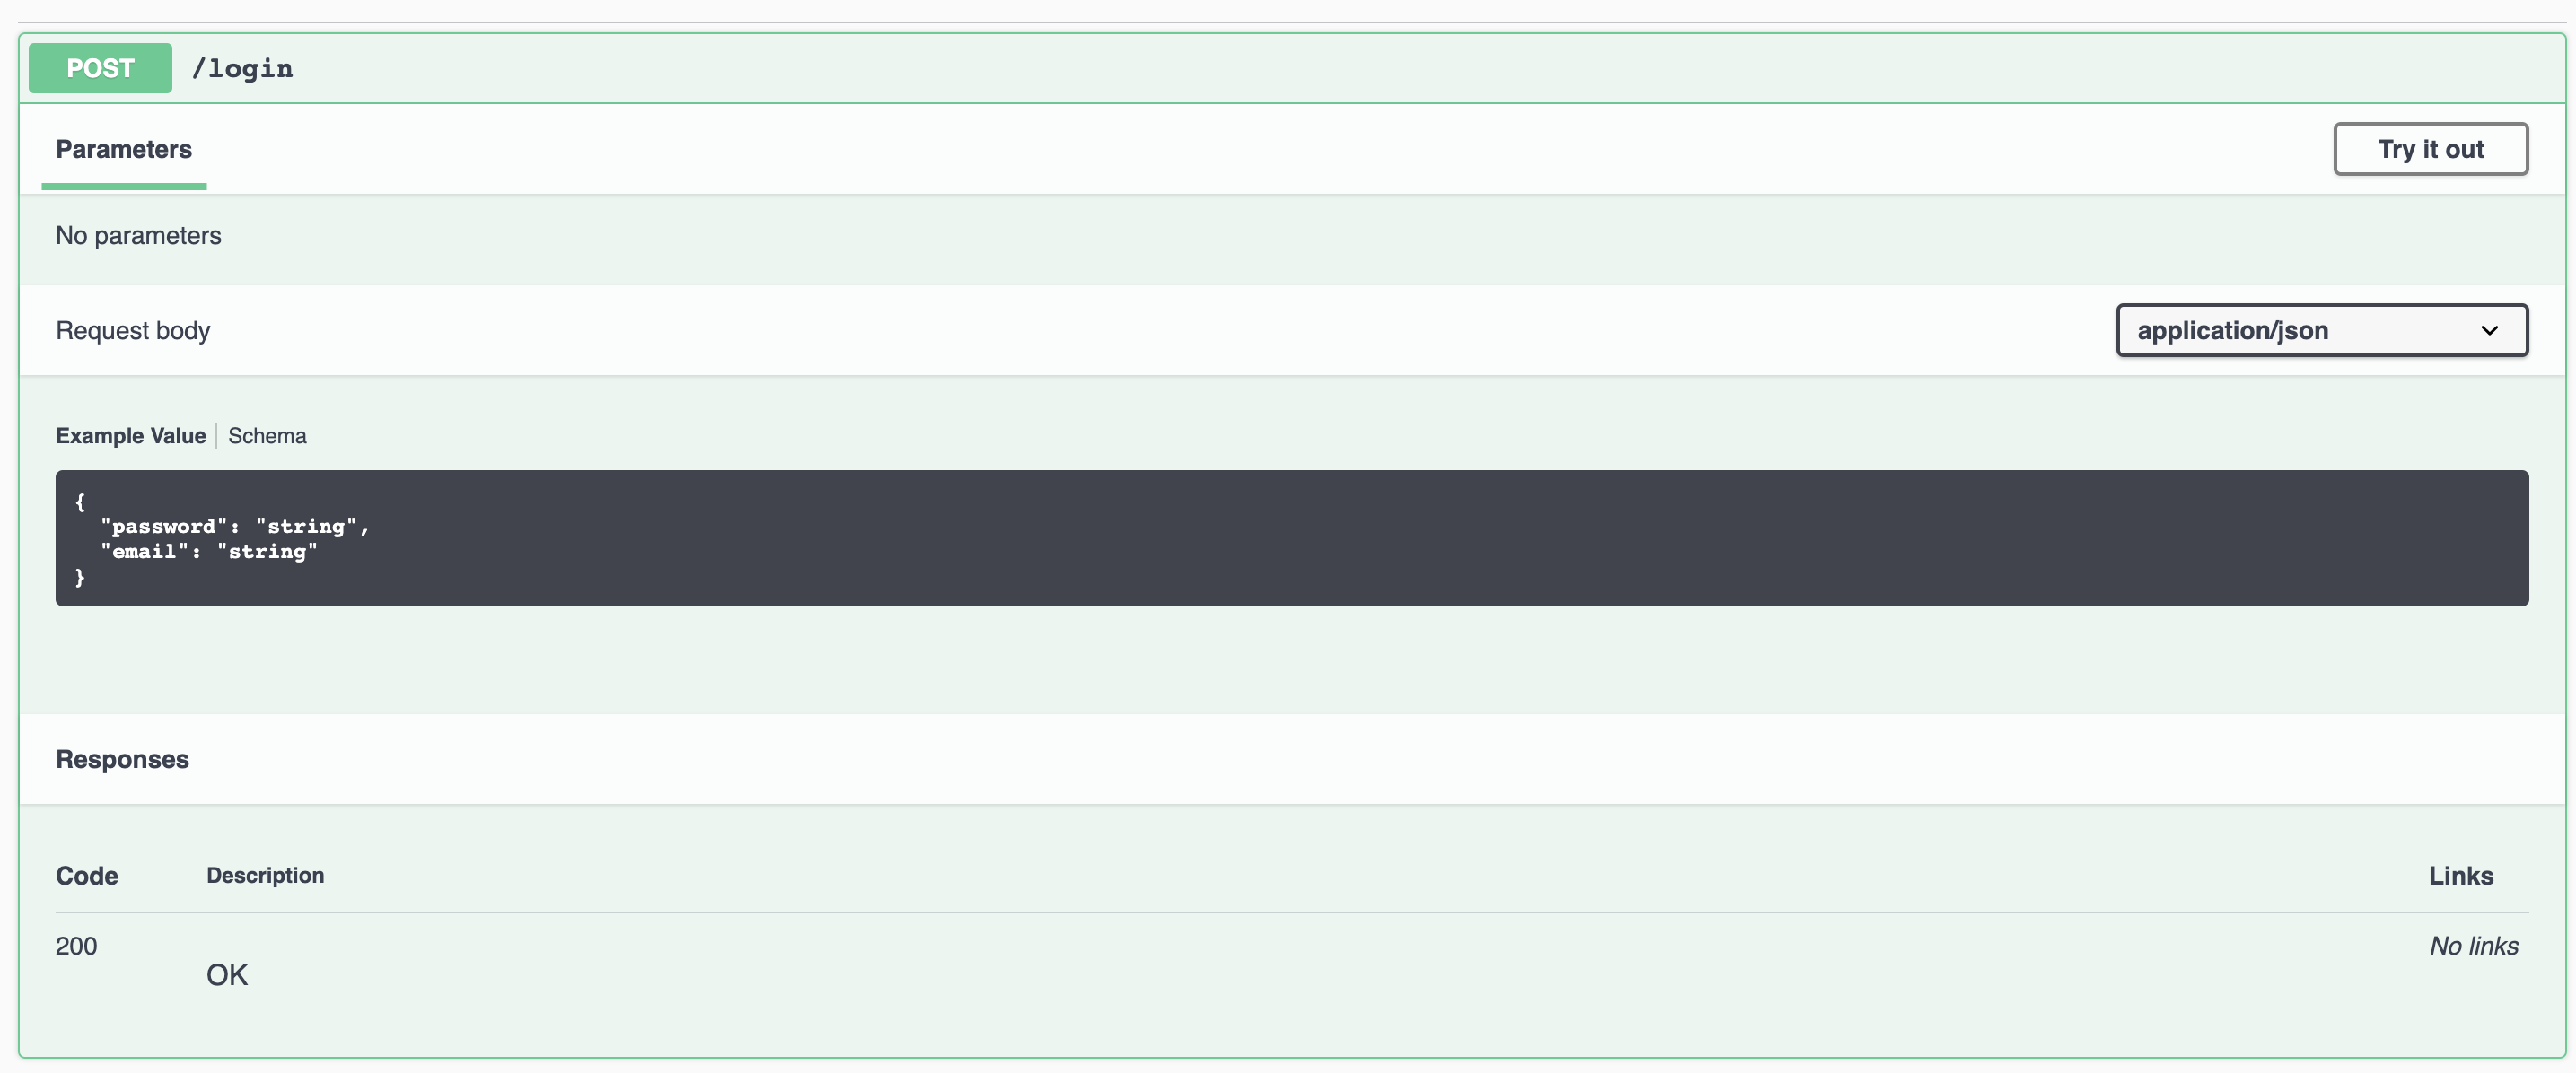 POST /login
Parameters
Try it out
No parameters
Request body
application/json
Example Value Schema
{
  "password": "string",
  "email": "string"
}
Responses
Code Description Links
200 No links
OK